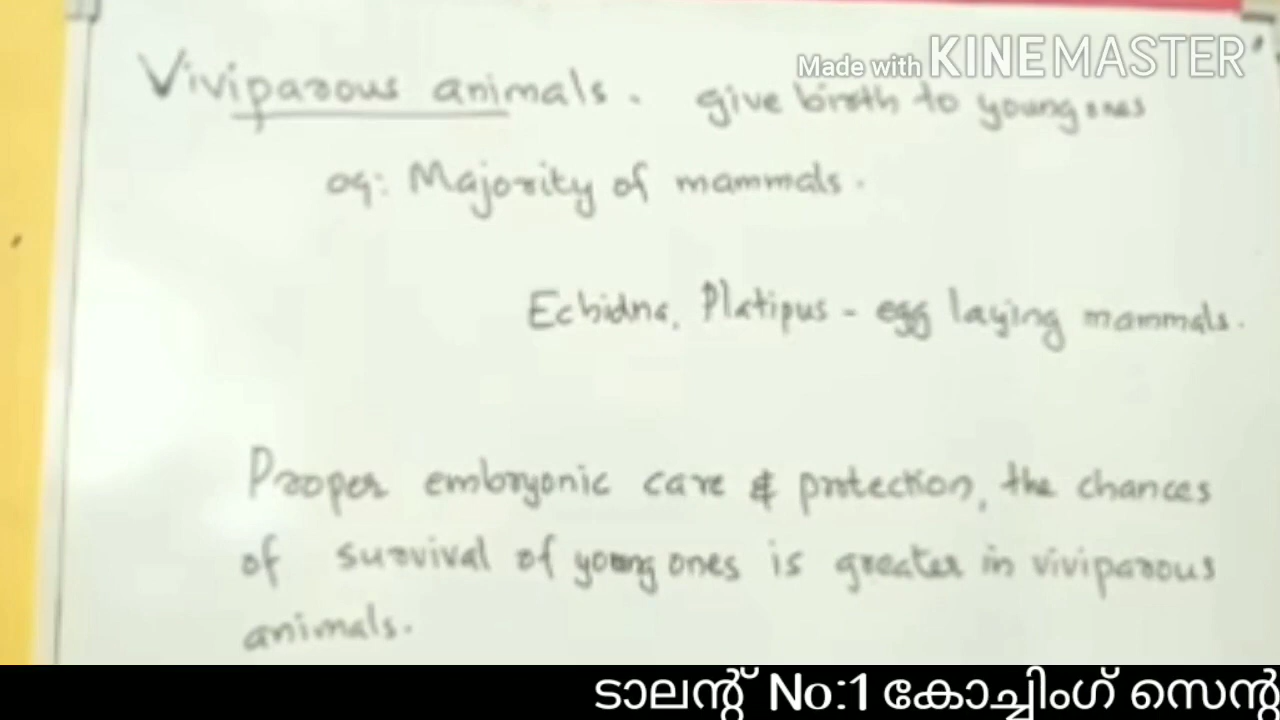 Made with KINEMASTER
Viviparous animals. give birth to young ones
eg: Majority of mammals.
Echidna, Platipus - egg laying mammals.
Proper embryonic care & protection, the chances
of survival of young ones is greater in viviparous
animals.
ടാലന്റ് No:1 കോച്ചിംഗ് സെന്റ